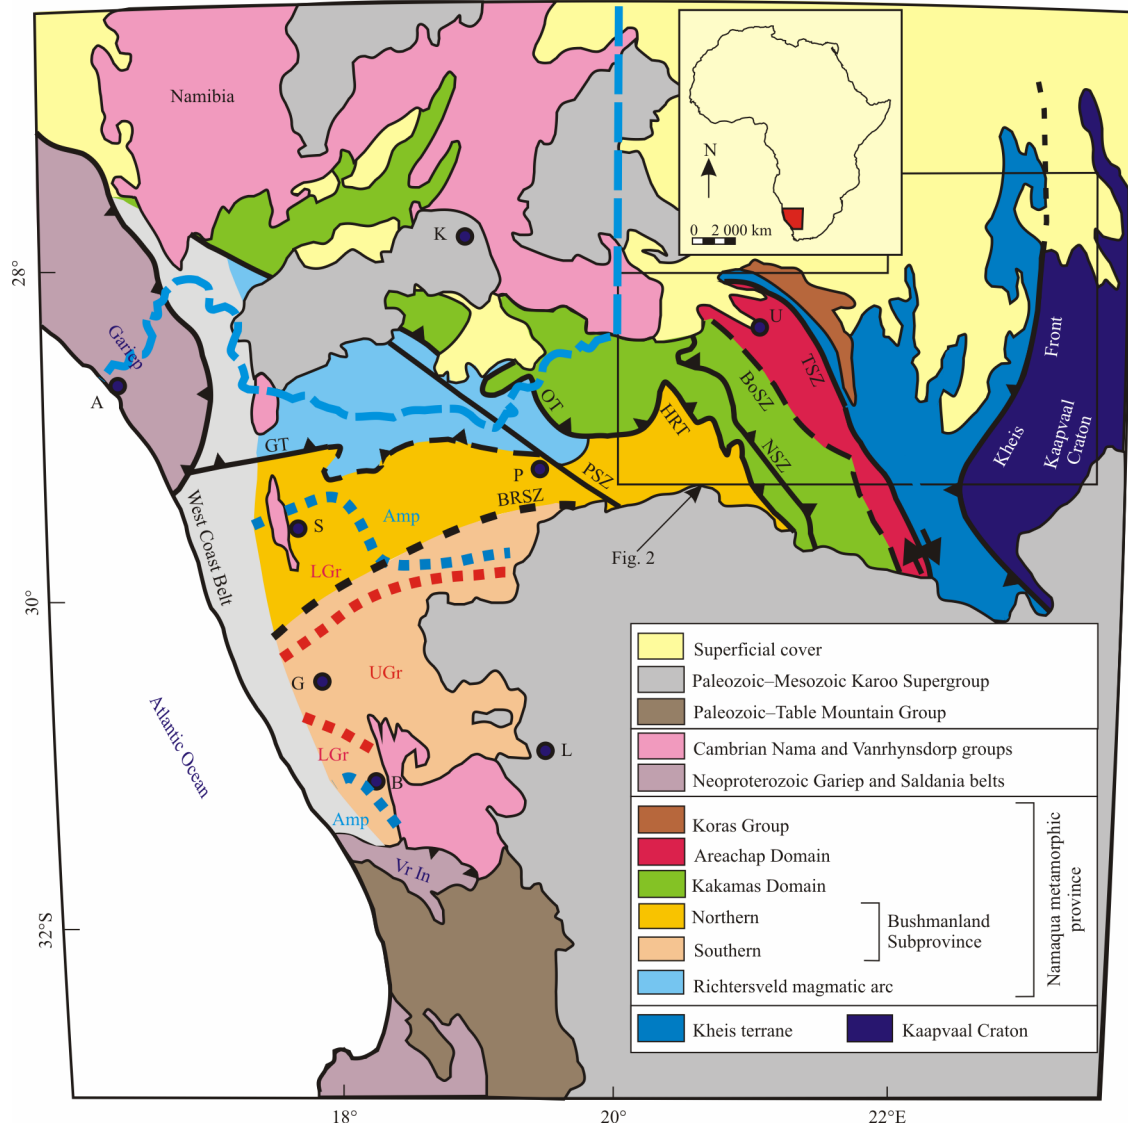 Namibia
N
0 2 000 km
K
28°
U
Gariep
A
Front
Kheis
Kaapvaal
Craton
TSZ
BoSZ
OT
HRT
NSZ
GT
P
PSZ
BRSZ
S
Amp
West Coast Belt
LGr
Fig. 2
30°
G
UGr
Atlantic Ocean
LGr
L
B
Amp
Vr In
32°S
Superficial cover
Paleozoic–Mesozoic Karoo Supergroup
Paleozoic–Table Mountain Group
Cambrian Nama and Vanrhynsdorp groups
Neoproterozoic Gariep and Saldania belts
Koras Group
Areachap Domain
Kakamas Domain
Northern
Southern
Bushmanland
Subprovince
Richtersveld magmatic arc
Namaqua metamorphic
province
Kheis terrane
Kaapvaal Craton
18°
20°
22°E